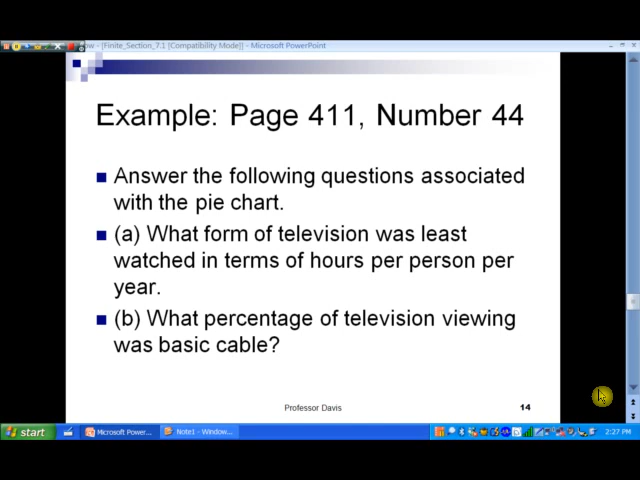 ow - [Finite_Section_7.1 [Compatibility Mode]] - Microsoft PowerPoint
Example: Page 411, Number 44
Answer the following questions associated
with the pie chart.
(a) What form of television was least
watched in terms of hours per person per
year.
(b) What percentage of television viewing
was basic cable?
Professor Davis
14
start
Microsoft PowerPoint...
Note1 - Window...
2:27 PM